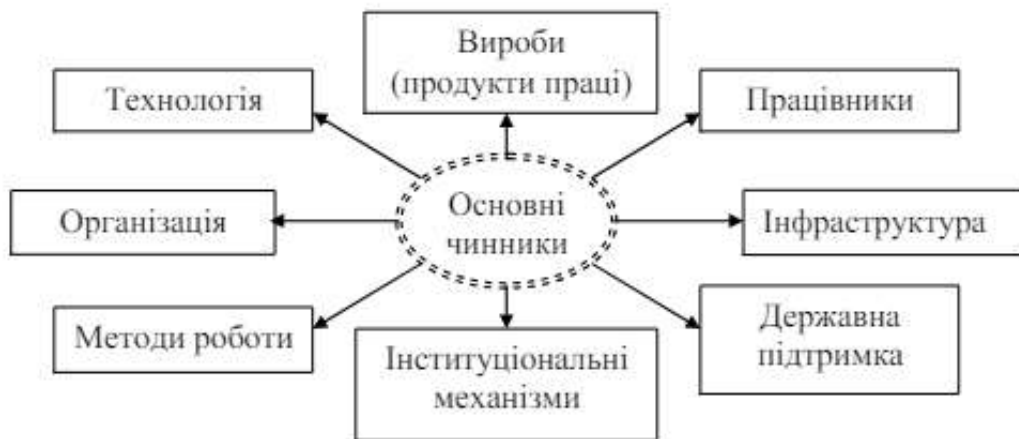 Вироби
(продукти праці)
Технологія
Працівники
Організація
Основні
чинники
Інфраструктура
Методи роботи
Інституціональні
механізми
Державна
підтримка